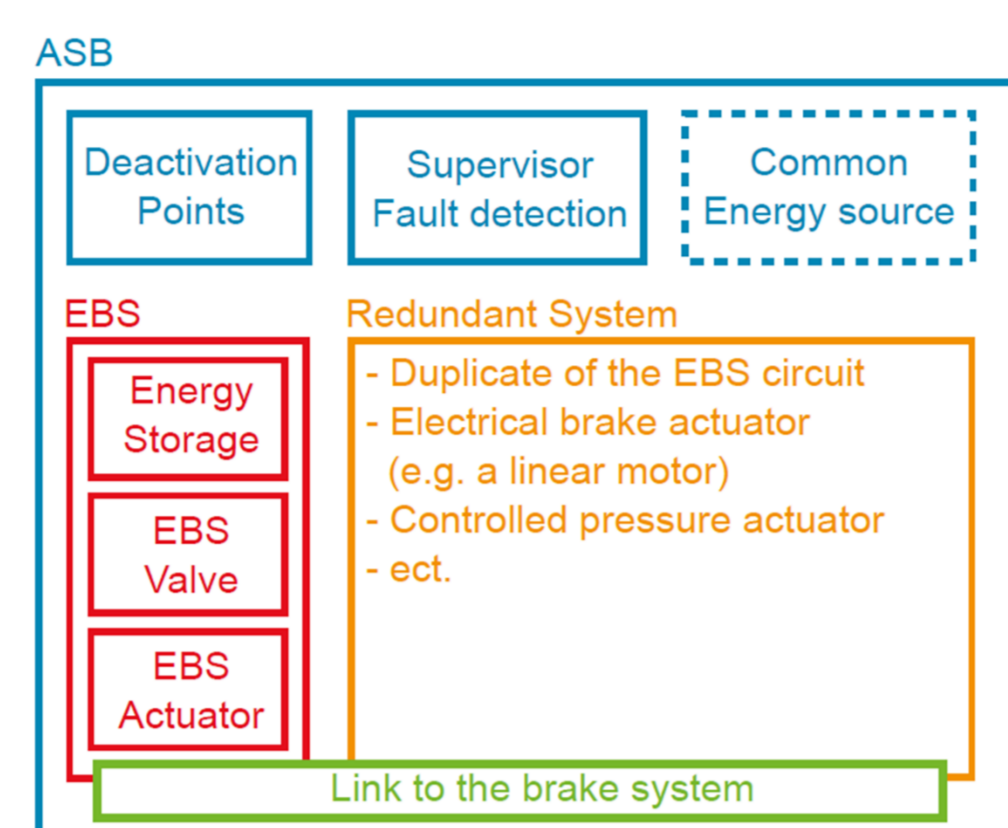 ASB
Deactivation
Points
Supervisor
Fault detection
Common
Energy source
EBS
Energy
Storage
EBS
Valve
EBS
Actuator
Redundant System
- Duplicate of the EBS circuit
- Electrical brake actuator
(e.g. a linear motor)
- Controlled pressure actuator
- ect.
Link to the brake system